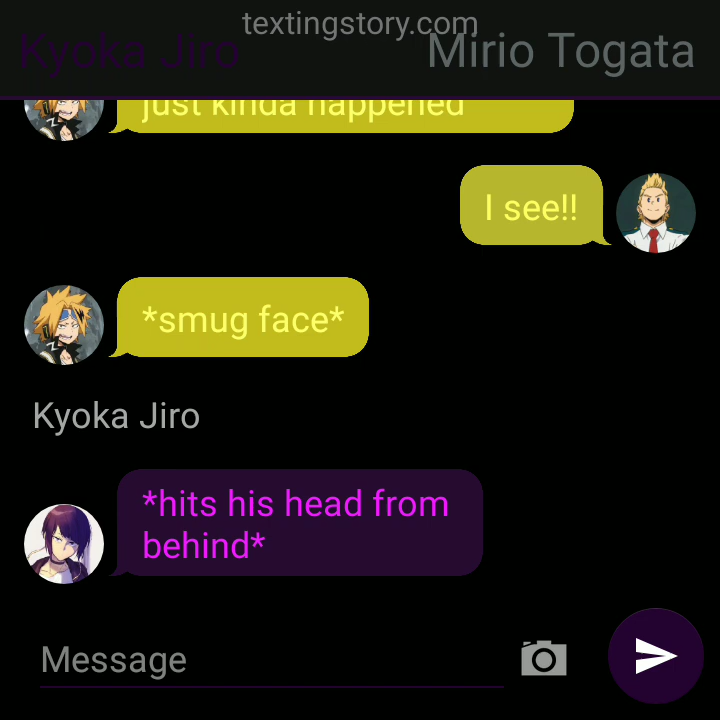 textingstory.com
Kyoka Jiro
Mirio Togata
just kinda happened
I see!!
*smug face*
Kyoka Jiro
*hits his head from
behind*
Message